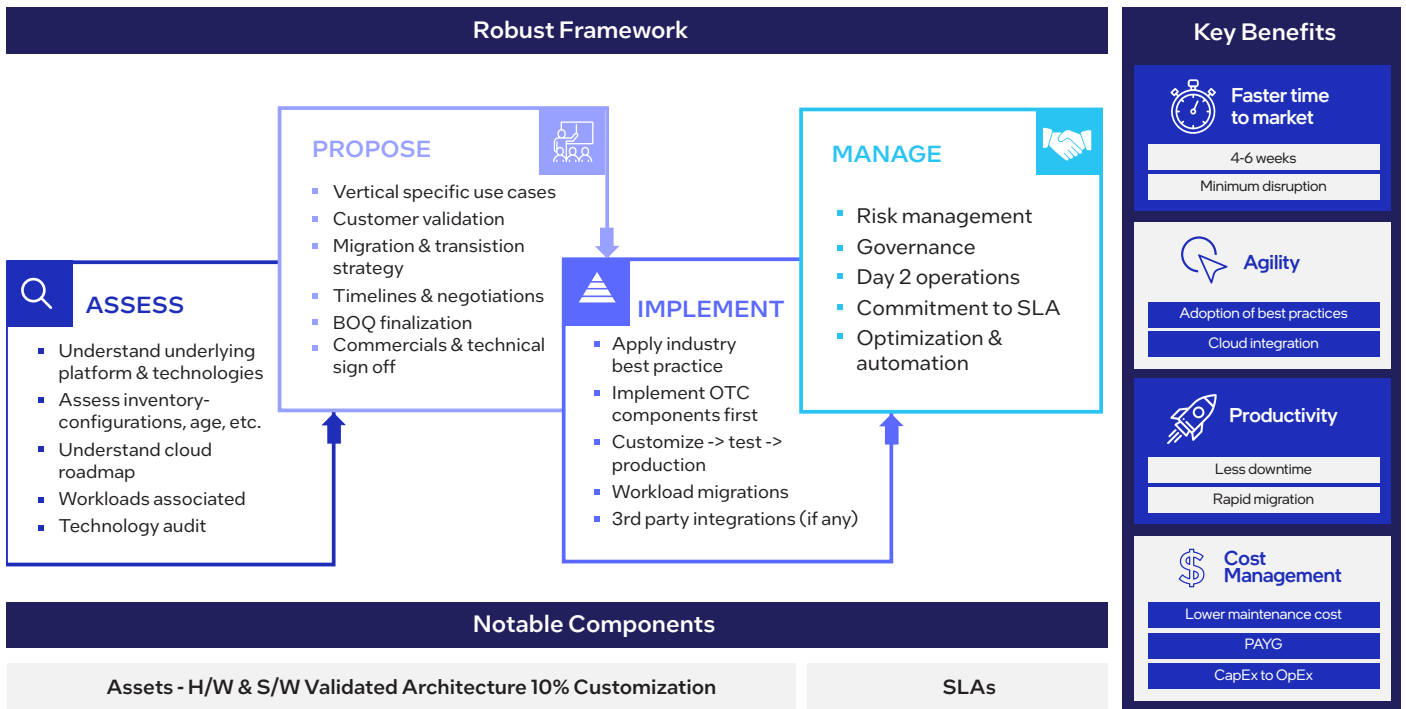 Robust Framework
ASSESS
Understand underlying
platform & technologies
Assess inventory-
configurations, age, etc.
Understand cloud
roadmap
Workloads associated
Technology audit
PROPOSE
Vertical specific use cases
Customer validation
Migration & transistion
strategy
Timelines & negotiations
BOQ finalization
Commercials & technical
sign off
IMPLEMENT
Apply industry
best practice
Implement OTC
components first
Customize -> test ->
production
Workload migrations
3rd party integrations (if any)
MANAGE
Risk management
Governance
Day 2 operations
Commitment to SLA
Optimization &
automation
Notable Components
Assets - H/W & S/W Validated Architecture 10% Customization
SLAs
Key Benefits
Faster time
to market
4-6 weeks
Minimum disruption
Agility
Adoption of best practices
Cloud integration
Productivity
Less downtime
Rapid migration
Cost
Management
Lower maintenance cost
PAYG
CapEx to OpEx